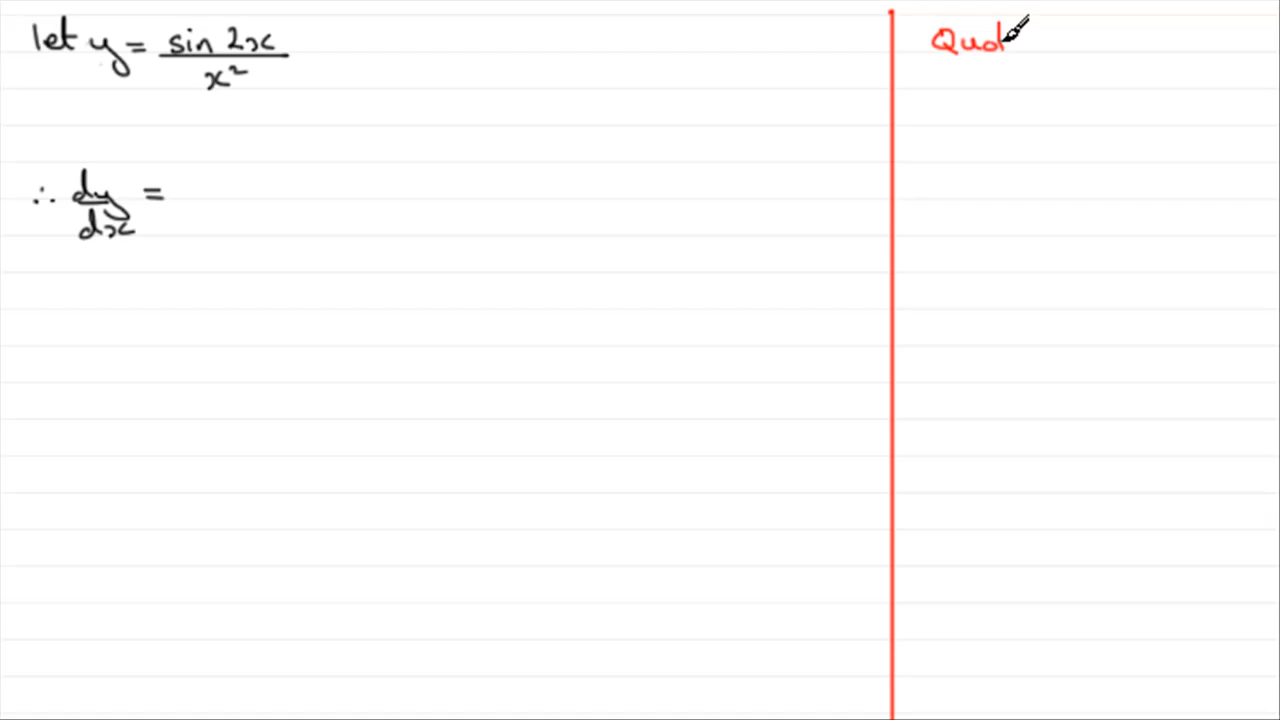 let y = sin 2x / x²
∴ dy/dx =
Quo